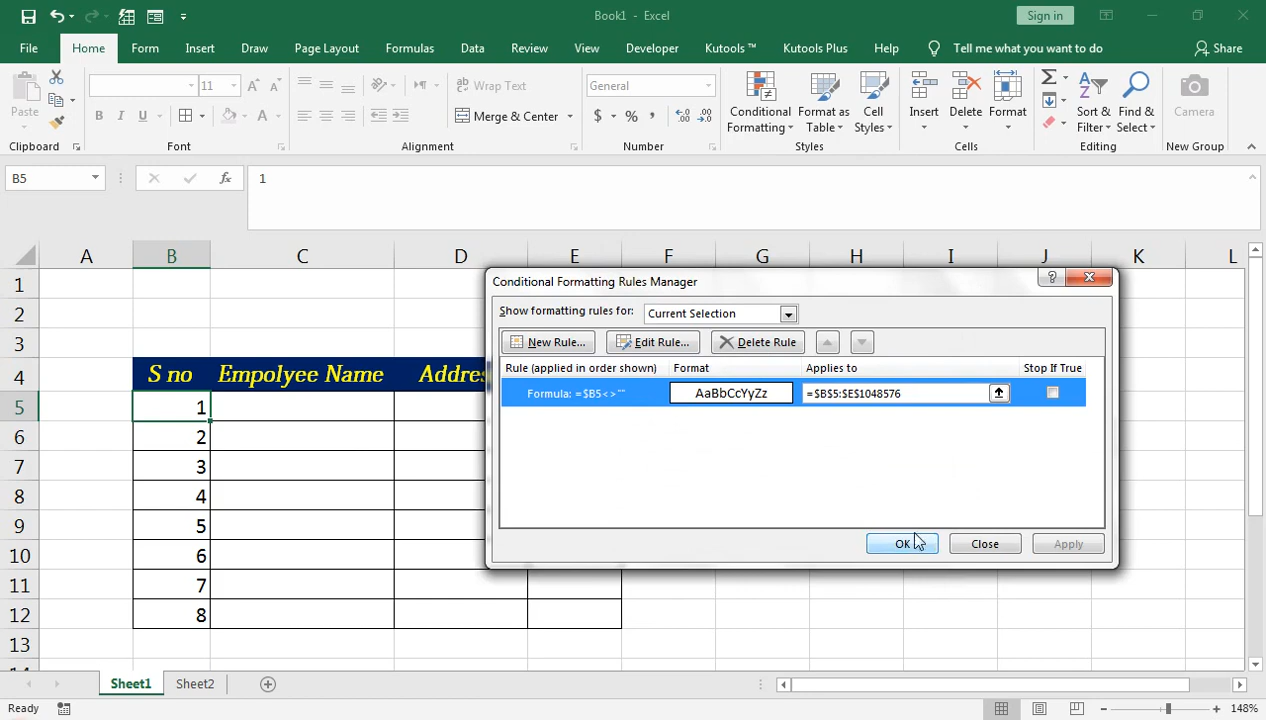 Book1 - Excel
Sign in
File Home Form Insert Draw Page Layout Formulas Data Review View Developer Kutools ™ Kutools Plus Help Tell me what you want to do Share
Paste
11
B I U
A A
Wrap Text
Merge & Center
General
$ % ,
Conditional Formatting
Format as Table
Cell Styles
Insert
Delete
Format
Sort & Filter
Find & Select
Camera
Clipboard Font Alignment Number Styles Cells Editing New Group
B5 fx 1
A B C D E F G H I J K L
1
2
3
4 S no Empolyee Name Addres
5 1
6 2
7 3
8 4
9 5
10 6
11 7
12 8
13
14
Conditional Formatting Rules Manager
Show formatting rules for: Current Selection
New Rule... Edit Rule... Delete Rule
Rule (applied in order shown) Format Applies to Stop If True
Formula: =$B5<>"" AaBbCcYyZz =$B$5:$E$1048576
OK Close Apply
Sheet1 Sheet2
Ready 148%